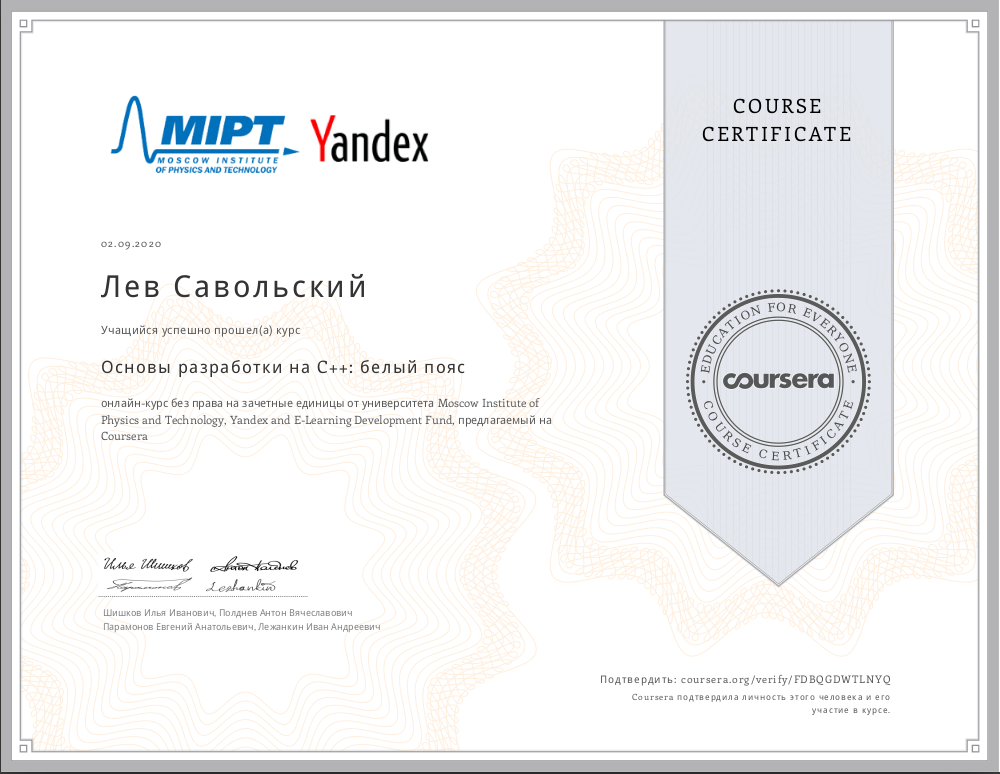 MIPT
MOSCOW INSTITUTE
OF PHYSICS AND TECHNOLOGY
Yandex
COURSE
CERTIFICATE
02.09.2020
Лев Савольский
Учащийся успешно прошел(а) курс
Основы разработки на C++: белый пояс
онлайн-курс без права на зачетные единицы от университета Moscow Institute of
Physics and Technology, Yandex and E-Learning Development Fund, предлагаемый на
Coursera
EDUCATION FOR EVERYONE
coursera
COURSE CERTIFICATE
Илья Шишков
Шишков Илья Иванович, Полднев Антон Вячеславович
Парамонов Евгений Анатольевич, Лежанкин Иван Андреевич
Подтвердить: coursera.org/verify/FDBQGDWTLNYQ
Coursera подтвердила личность этого человека и его
участие в курсе.